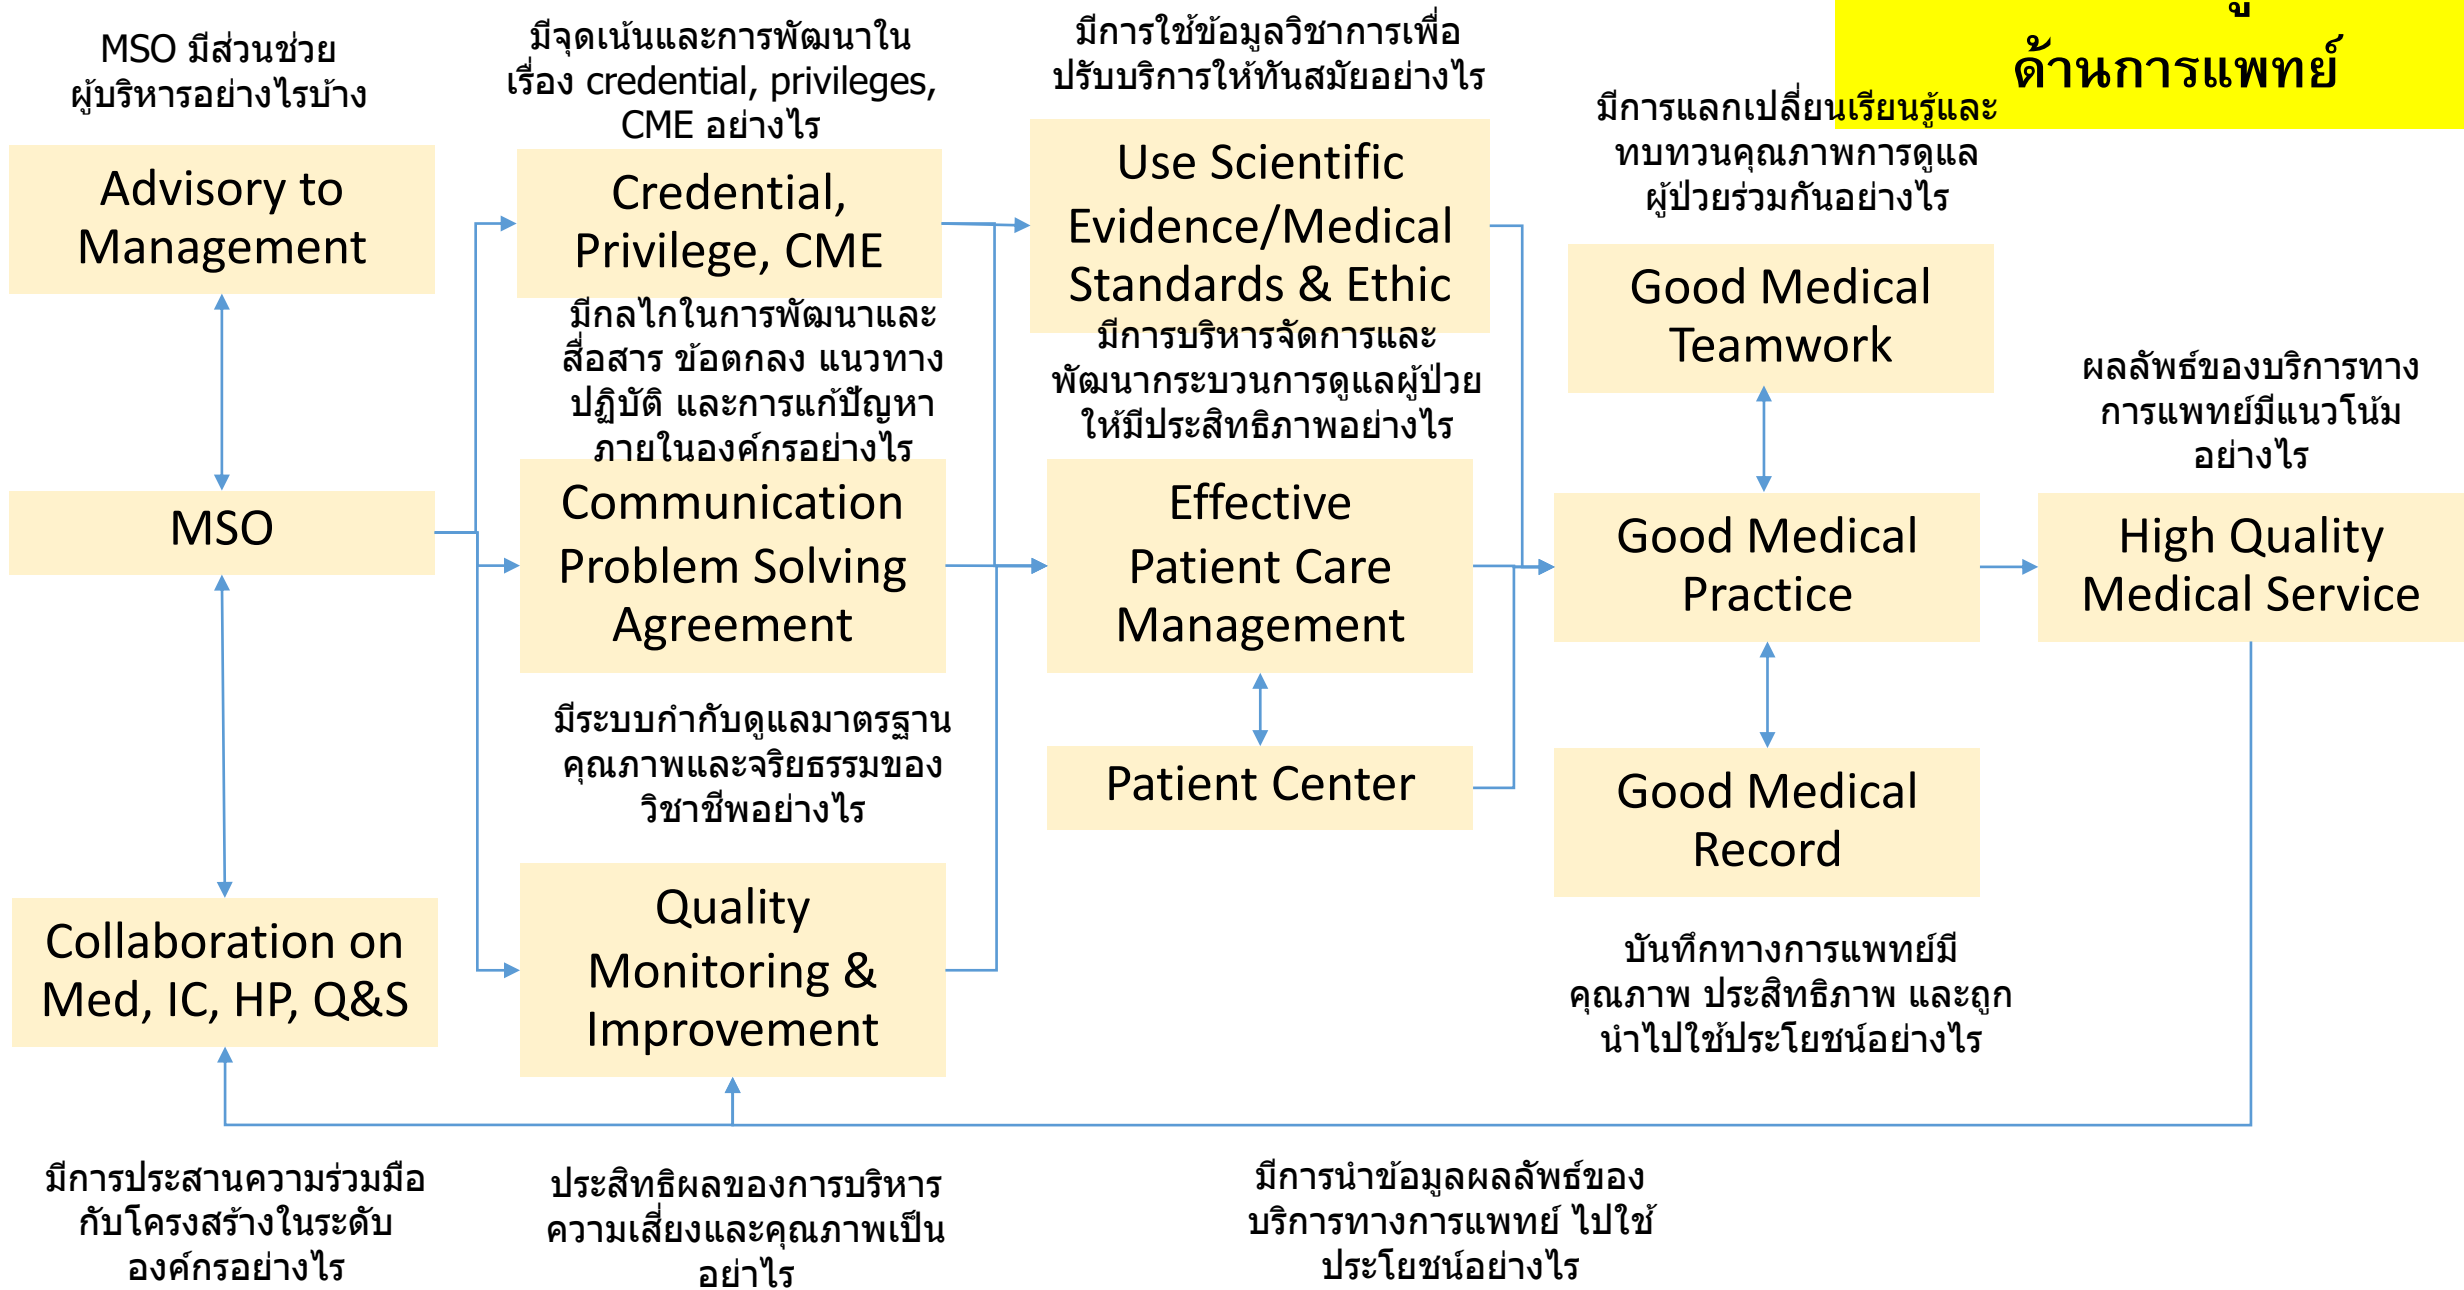 MSO มีส่วนช่วย
ผู้บริหารอย่างไรบ้าง
Advisory to
Management
MSO
Collaboration on
Med, IC, HP, Q&S
มีการประสานความร่วมมือ
กับโครงสร้างในระดับ
องค์กรอย่างไร
มีจุดเน้นและการพัฒนาใน
เรื่อง credential, privileges,
CME อย่างไร
Credential,
Privilege, CME
มีกลไกในการพัฒนาและ
สื่อสาร ข้อตกลง แนวทาง
ปฏิบัติ และการแก้ปัญหา
ภายในองค์กรอย่างไร
Communication
Problem Solving
Agreement
มีระบบกำกับดูแลมาตรฐาน
คุณภาพและจริยธรรมของ
วิชาชีพอย่างไร
Quality
Monitoring &
Improvement
ประสิทธิผลของการบริหาร
ความเสี่ยงและคุณภาพเป็น
อย่าไร
มีการใช้ข้อมูลวิชาการเพื่อ
ปรับบริการให้ทันสมัยอย่างไร
Use Scientific
Evidence/Medical
Standards & Ethic
มีการบริหารจัดการและ
พัฒนากระบวนการดูแลผู้ป่วย
ให้มีประสิทธิภาพอย่างไร
Effective
Patient Care
Management
Patient Center
มีการนำข้อมูลผลลัพธ์ของ
บริการทางการแพทย์ ไปใช้
ประโยชน์อย่างไร
ด้านการแพทย์
มีการแลกเปลี่ยนเรียนรู้และ
ทบทวนคุณภาพการดูแล
ผู้ป่วยร่วมกันอย่างไร
Good Medical
Teamwork
Good Medical
Practice
Good Medical
Record
บันทึกทางการแพทย์มี
คุณภาพ ประสิทธิภาพ และถูก
นำไปใช้ประโยชน์อย่างไร
ผลลัพธ์ของบริการทาง
การแพทย์มีแนวโน้ม
อย่างไร
High Quality
Medical Service